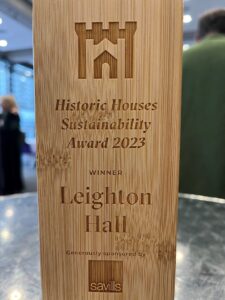 Historic Houses
Sustainability
Award 2023
WINNER
Leighton
Hall
Generously sponsored by
savills